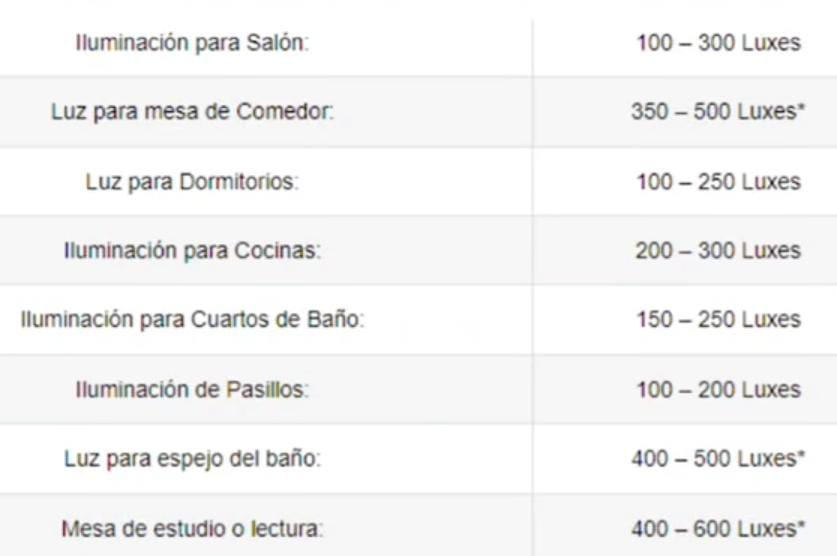 Iluminación para Salón: 100 – 300 Luxes
Luz para mesa de Comedor: 350 – 500 Luxes*
Luz para Dormitorios: 100 – 250 Luxes
Iluminación para Cocinas: 200 – 300 Luxes
Iluminación para Cuartos de Baño: 150 – 250 Luxes
Iluminación de Pasillos: 100 – 200 Luxes
Luz para espejo del baño: 400 – 500 Luxes*
Mesa de estudio o lectura: 400 – 600 Luxes*